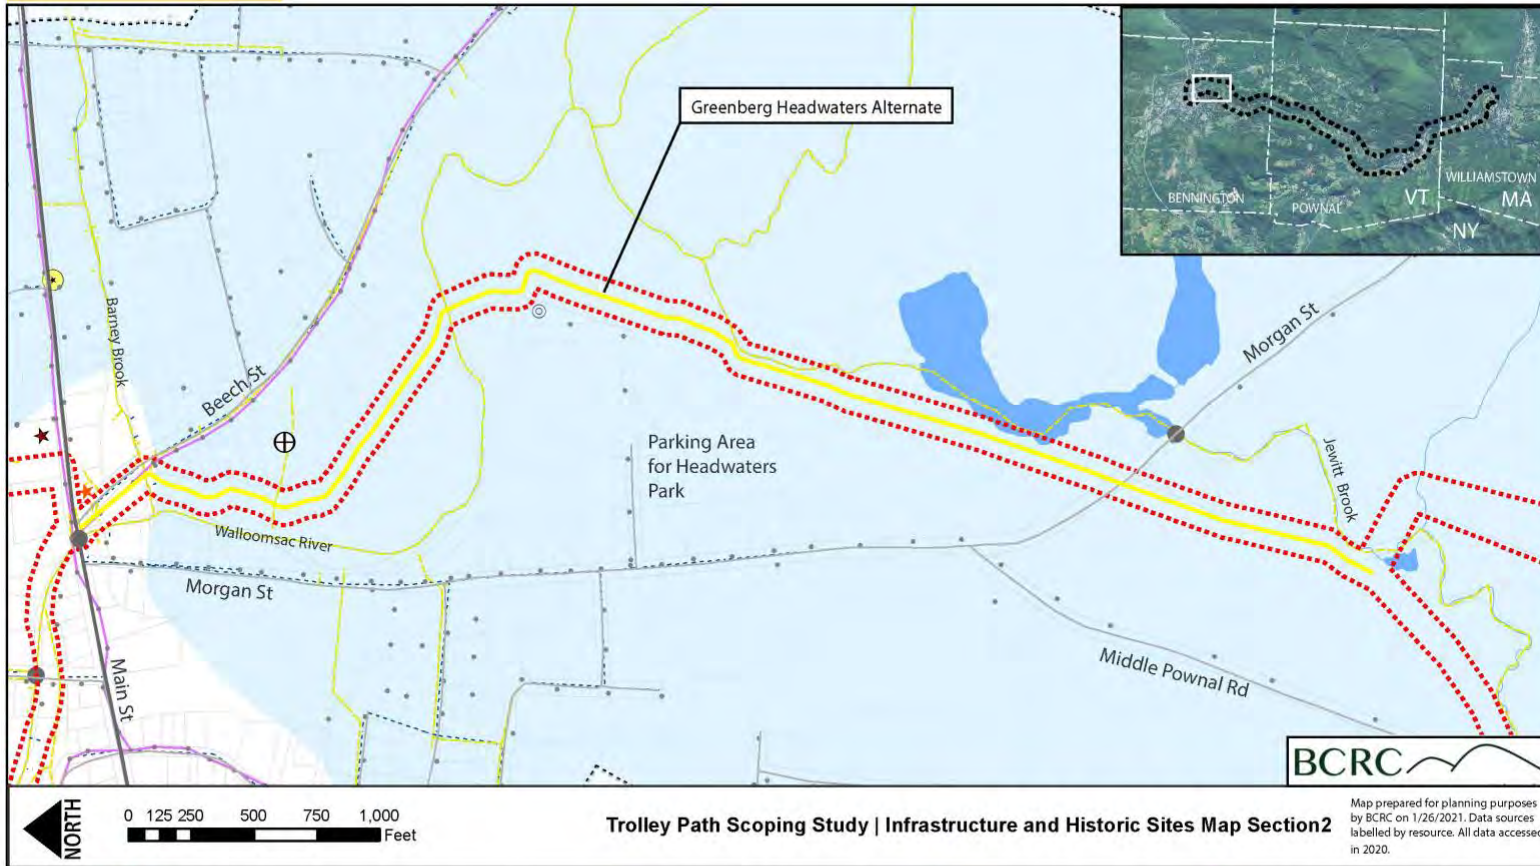 Greenberg Headwaters Alternate
BENNINGTON
POWNAL
VT
WILLIAMSTOWN
MA
NY
Barney Brook
Beech St
Morgan St
Parking Area
for Headwaters
Park
Jewitt Brook
Walloomsac River
Morgan St
Main St
Middle Pownal Rd
BCRC
NORTH
0 125 250 500 750 1,000
Feet
Trolley Path Scoping Study | Infrastructure and Historic Sites Map Section2
Map prepared for planning purposes
by BCRC on 1/26/2021. Data sources
labelled by resource. All data accessed
in 2020.